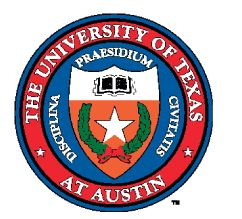 THE UNIVERSITY OF TEXAS
AT AUSTIN
DISCIPLINA PRAESIDIUM CIVITATIS
TM